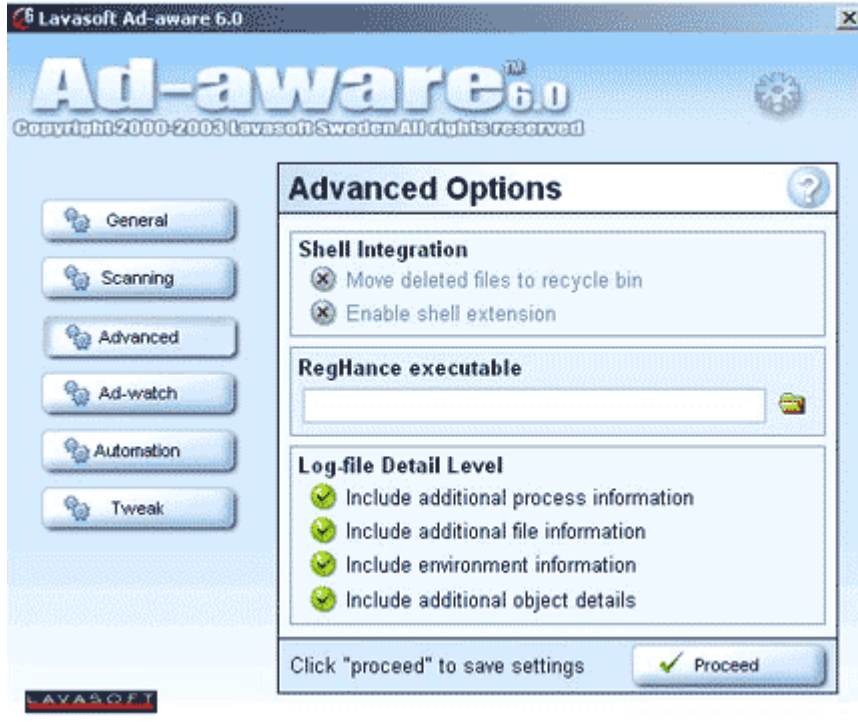 Lavasoft Ad-aware 6.0
Ad-aware 6.0 TM
Copyright 2000-2003 Lavasoft Sweden All rights reserved
General
Scanning
Advanced
Ad-watch
Automation
Tweak
Advanced Options
Shell Integration
Move deleted files to recycle bin
Enable shell extension
RegHance executable
Log-file Detail Level
Include additional process information
Include additional file information
Include environment information
Include additional object details
Click "proceed" to save settings
Proceed
LAVASOFT